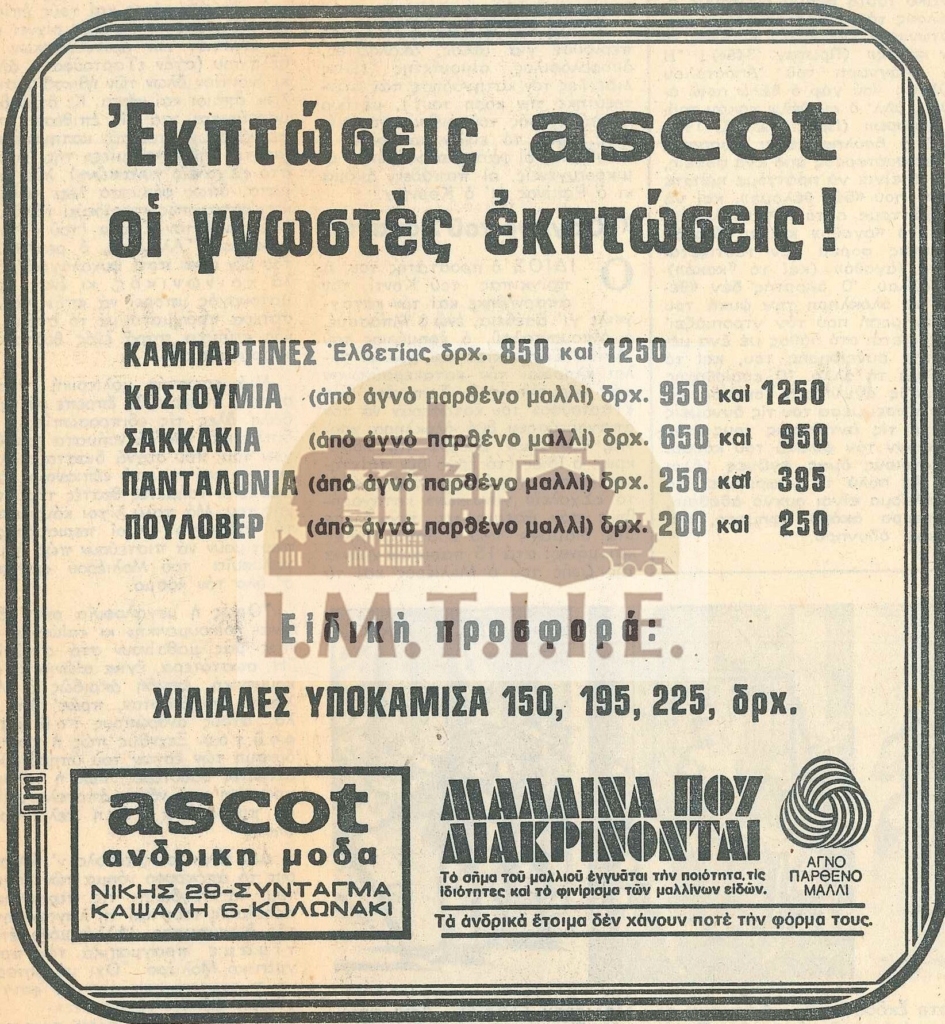 Ἐκπτώσεις ascot
οἱ γνωστὲς ἐκπτώσεις!
ΚΑΜΠΑΡΤΙΝΕΣ Ἑλβετίας δρχ. 850 καὶ 1250
ΚΟΣΤΟΥΜΙΑ (ἀπὸ ἁγνὸ παρθένο μαλλὶ) δρχ. 950 καὶ 1250
ΣΑΚΚΑΚΙΑ (ἀπὸ ἁγνὸ παρθένο μαλλὶ) δρχ. 650 καὶ 950
ΠΑΝΤΑΛΟΝΙΑ (ἀπὸ ἁγνὸ παρθένο μαλλὶ) δρχ. 250 καὶ 395
ΠΟΥΛΟΒΕΡ (ἀπὸ ἁγνὸ παρθένο μαλλὶ) δρχ. 200 καὶ 250
Εἰδικὴ προσφορά:
I.M.T.I.I.E.
ΧΙΛΙΑΔΕΣ ΥΠΟΚΑΜΙΣΑ 150, 195, 225, δρχ.
ascot
ανδρικη μοδα
ΝΙΚΗΣ 29-ΣΥΝΤΑΓΜΑ
ΚΑΨΑΛΗ 6-ΚΟΛΩΝΑΚΙ
ΜΑΛΛΙΝΑ ΠΟΥ
ΔΙΑΚΡΙΝΟΝΤΑΙ
Τὸ σῆμα τοῦ μαλλιοῦ ἐγγυᾶται τὴν ποιότητα, τὶς
ἰδιότητες καὶ τὸ φινίρισμα τῶν μαλλίνων εἰδῶν.
Τὰ ἀνδρικὰ ἕτοιμα δὲν χάνουν ποτὲ τὴν φόρμα τους.
ΑΓΝΟ
ΠΑΡΘΕΝΟ
ΜΑΛΛΙ